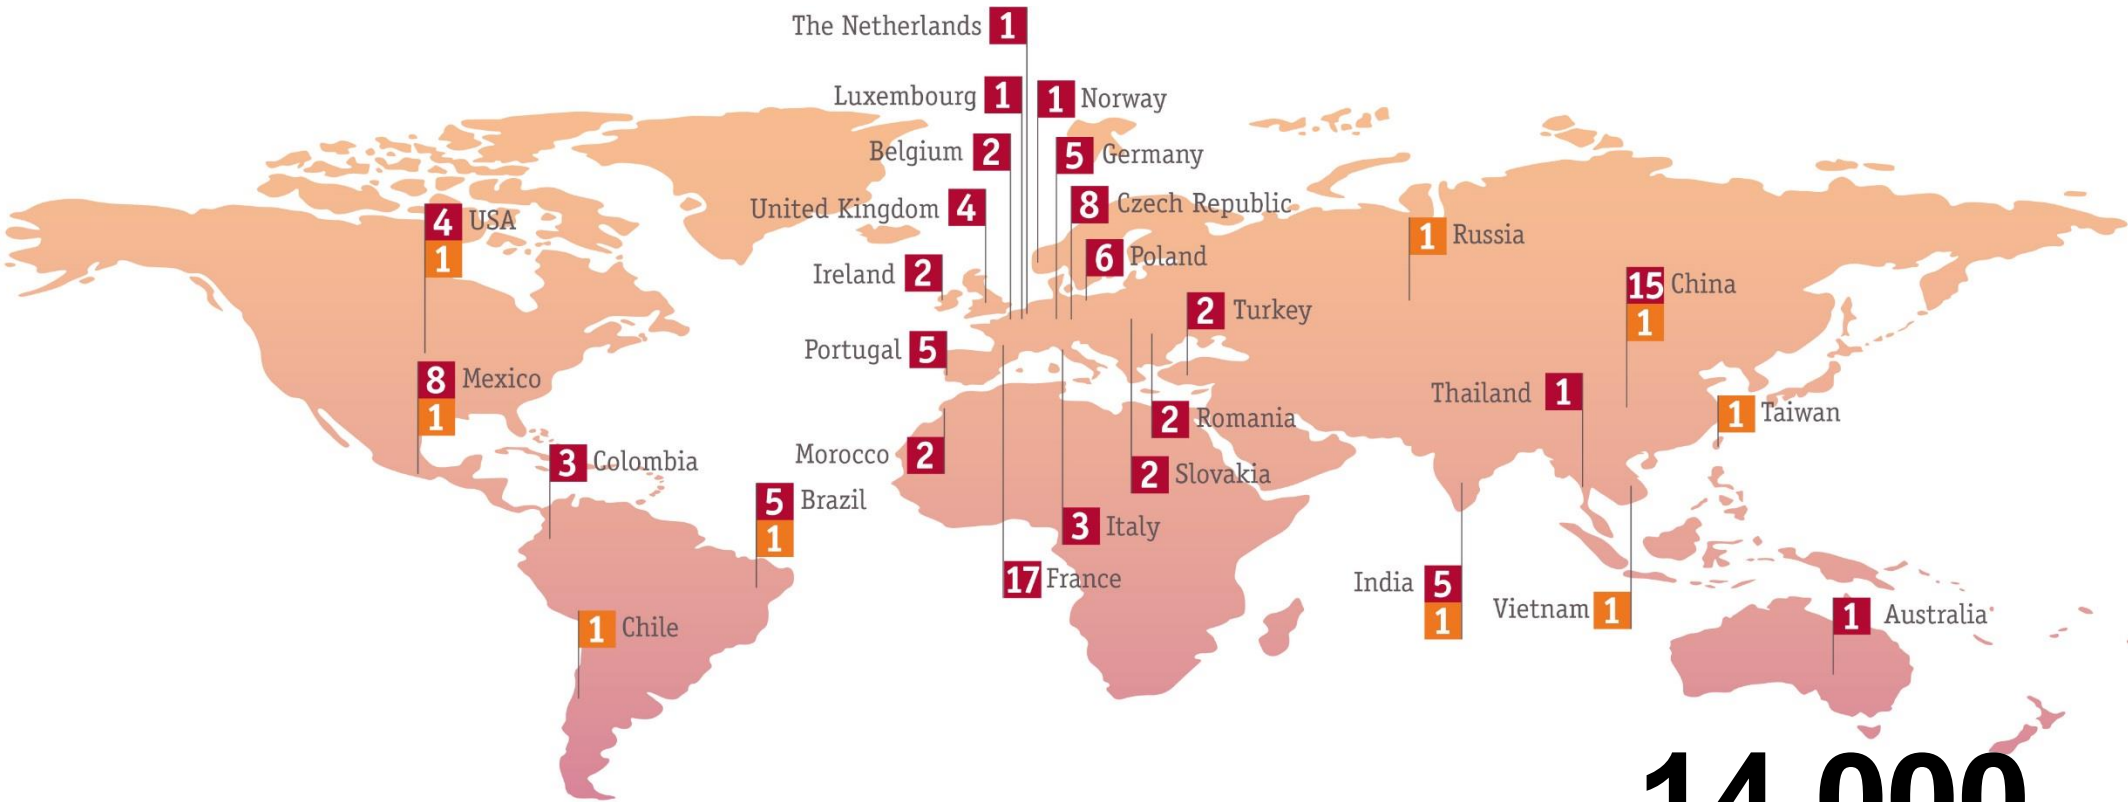 The Netherlands 1
Luxembourg 1
1 Norway
Belgium 2
5 Germany
United Kingdom 4
8 Czech Republic
4 USA
1
1 Russia
6 Poland
Ireland 2
15 China
1
2 Turkey
Portugal 5
8 Mexico
1
Thailand 1
1 Taiwan
2 Romania
Morocco 2
3 Colombia
2 Slovakia
5 Brazil
1
3 Italy
17 France
India 5
1
Vietnam 1
1 Australia
1 Chile
14 000